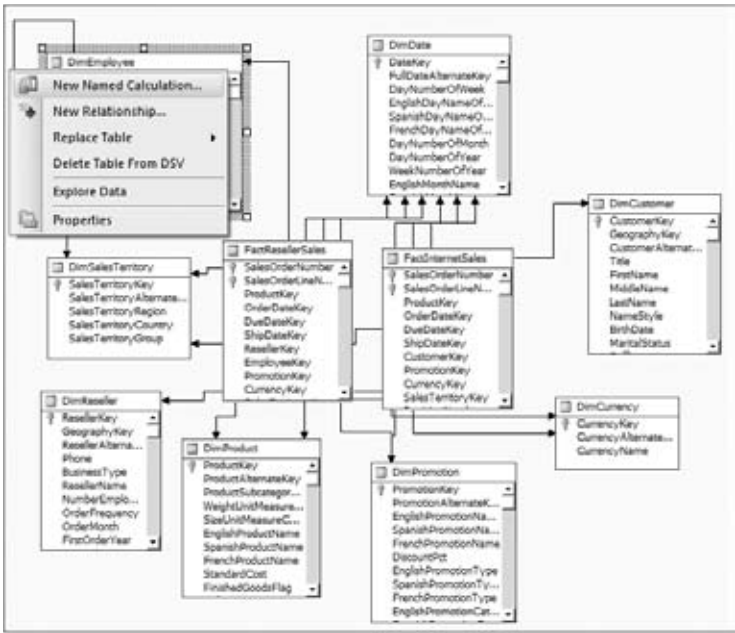 DimEmployee
New Named Calculation...
New Relationship...
Replace Table
Delete Table From DSV
Explore Data
Properties
DimDate
DateKey
FullDateAlternateKey
DayNumberOfWeek
EnglishDayNameOf...
SpanishDayNameO...
FrenchDayNameOf...
DayNumberOfMonth
DayNumberOfYear
WeekNumberOfYear
EnglishMonthName
DimCustomer
CustomerKey
GeographyKey
CustomerAlternat...
Title
FirstName
MiddleName
LastName
NameStyle
BirthDate
MaritalStatus
DimSalesTerritory
SalesTerritoryKey
SalesTerritoryAlternate...
SalesTerritoryRegion
SalesTerritoryCountry
SalesTerritoryGroup
FactResellerSales
SalesOrderNumber
SalesOrderLineN...
ProductKey
OrderDateKey
DueDateKey
ShipDateKey
ResellerKey
EmployeeKey
PromotionKey
CurrencyKey
FactInternetSales
SalesOrderNumber
SalesOrderLineN...
ProductKey
OrderDateKey
DueDateKey
ShipDateKey
CustomerKey
PromotionKey
CurrencyKey
SalesTerritoryKey
DimReseller
ResellerKey
GeographyKey
ResellerAlterna...
Phone
BusinessType
ResellerName
NumberEmplo...
OrderFrequency
OrderMonth
FirstOrderYear
DimProduct
ProductKey
ProductAlternateKey
ProductSubcategor...
WeightUnitMeasure...
SizeUnitMeasureC...
EnglishProductName
SpanishProductName
FrenchProductName
StandardCost
FinishedGoodsFlag
DimPromotion
PromotionKey
PromotionAlternateK...
EnglishPromotionNa...
SpanishPromotionNa...
FrenchPromotionName
DiscountPct
EnglishPromotionType
SpanishPromotionTy...
FrenchPromotionType
EnglishPromotionCat...
DimCurrency
CurrencyKey
CurrencyAlternate...
CurrencyName